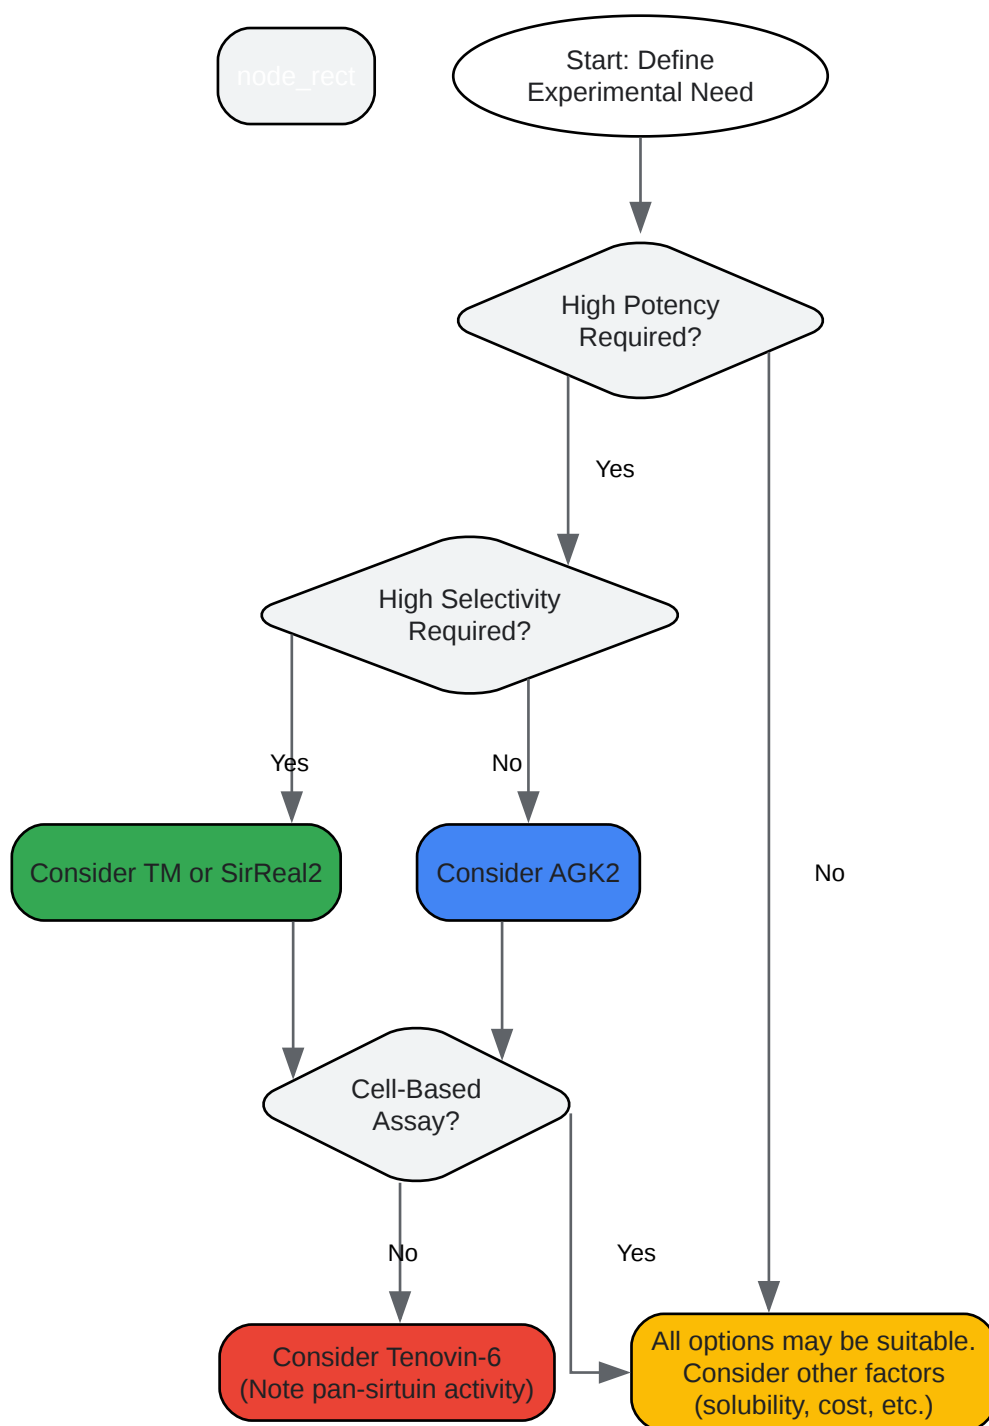 node_rect
Start: Define
Experimental Need
High Potency
Required?
Yes
High Selectivity
Required?
Yes
No
Consider TM or SirReal2
Consider AGK2
No
Cell-Based
Assay?
No
Yes
Consider Tenovin-6
(Note pan-sirtuin activity)
All options may be suitable.
Consider other factors
(solubility, cost, etc.)